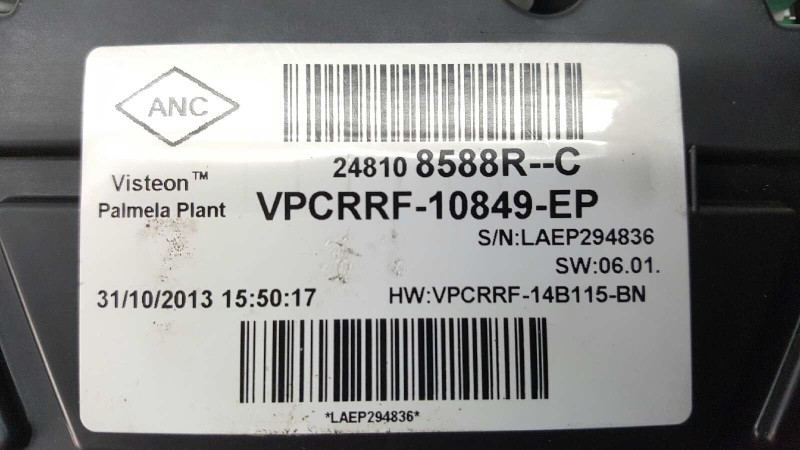 ANC
24810 8588R--C
Visteon™
Palmela Plant
VPCRRF-10849-EP
S/N:LAEP294836
SW:06.01.
31/10/2013 15:50:17
HW:VPCRRF-14B115-BN
*LAEP294836*